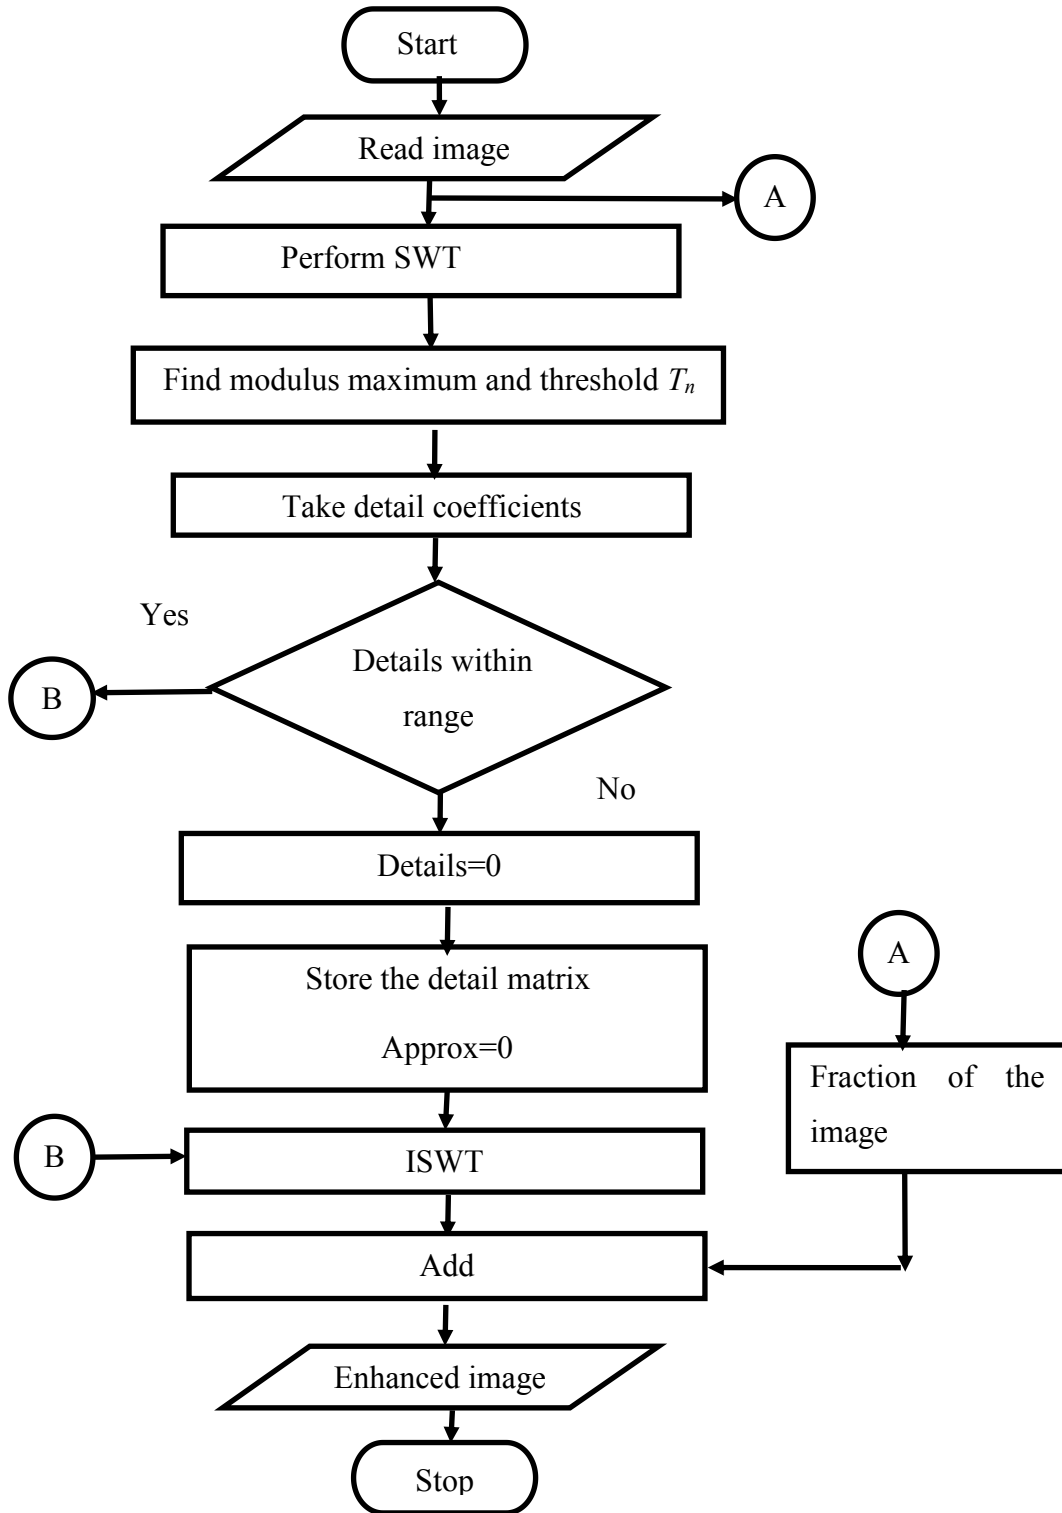 Start
Read image
A
Perform SWT
Find modulus maximum and threshold Tn
Take detail coefficients
Yes
Details within
range
B
No
Details=0
Store the detail matrix
Approx=0
A
Fraction of the
image
B
ISWT
Add
Enhanced image
Stop